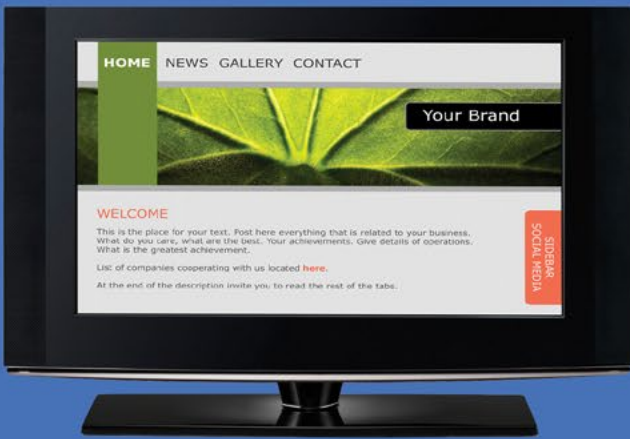 HOME NEWS GALLERY CONTACT
Your Brand
WELCOME
This is the place for your text. Post here everything that is related to your business.
What do you care, what are the best. Your achievements. Give details of operations.
What is the greatest achievement.
List of companies cooperating with us located here.
At the end of the description invite you to read the rest of the tabs.
SIDEBAR
SOCIAL MEDIA